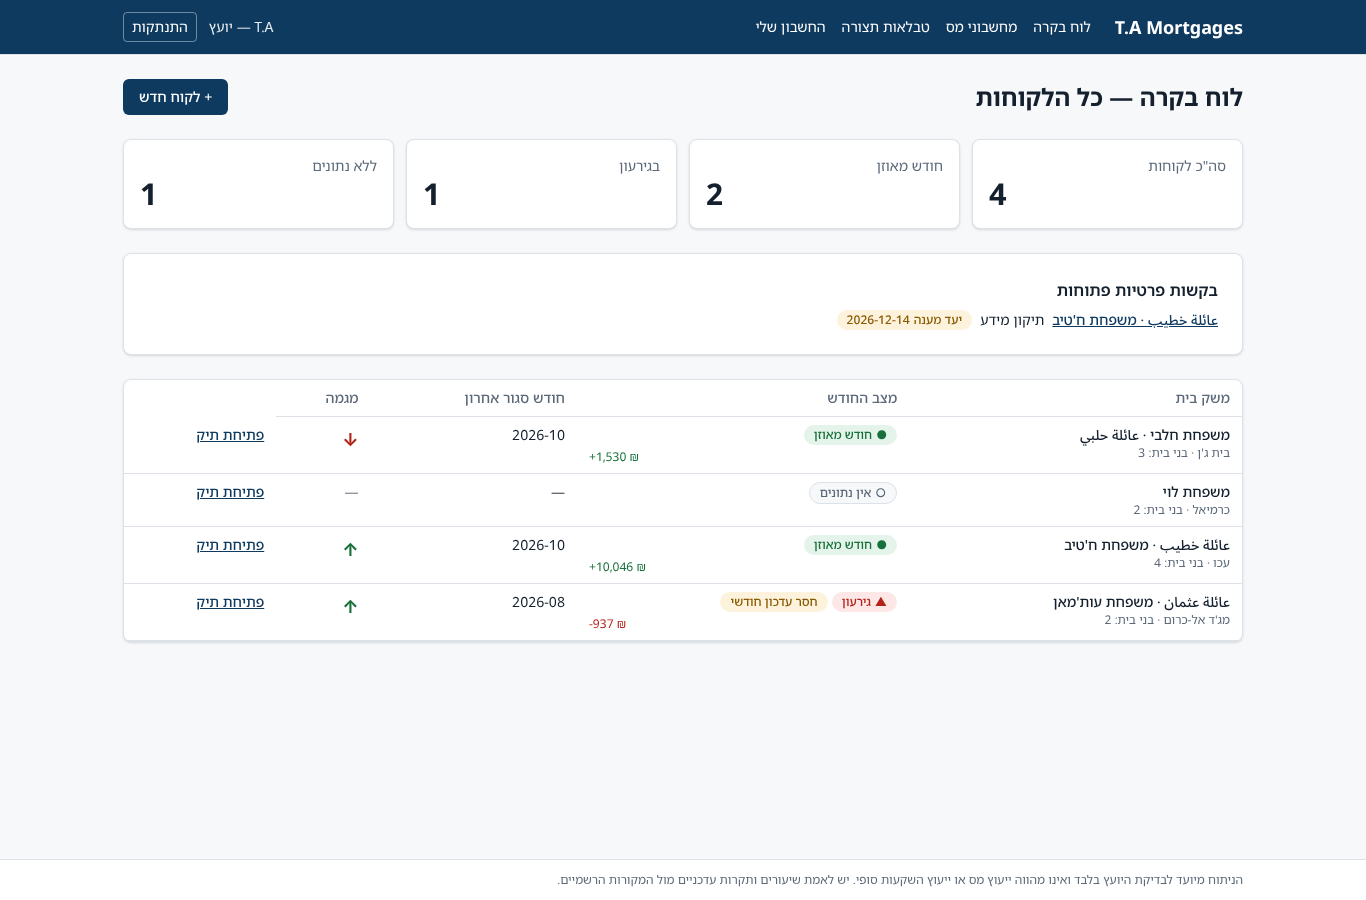 T.A Mortgages לוח בקרה מחשבוני מס טבלאות תצורה החשבון שלי T.A — יועץ התנתקות
לוח בקרה — כל הלקוחות + לקוח חדש
סה"כ לקוחות חודש מאוזן בגירעון ללא נתונים
4 2 1 1
בקשות פרטיות פתוחות
عائلة خطيب · משפחת ח'טיב תיקון מידע יעד מענה 2026-12-14
משק בית מצב החודש חודש סגור אחרון מגמה
משפחת חלבי · عائلة حلبي ● חודש מאוזן 2026-10 ↓ פתיחת תיק
בית ג'ן · בני בית: 3
+1,530 ₪
משפחת לוי ○ אין נתונים — — פתיחת תיק
כרמיאל · בני בית: 2
عائلة خطيب · משפחת ח'טיב ● חודש מאוזן 2026-10 ↑ פתיחת תיק
עכו · בני בית: 4
+10,046 ₪
عائلة عثمان · משפחת עות'מאן ▲ גירעון חסר עדכון חודשי 2026-08 ↑ פתיחת תיק
מג'ד אל-כרום · בני בית: 2
-937 ₪
הניתוח מיועד לבדיקת היועץ בלבד ואינו מהווה ייעוץ מס או ייעוץ השקעות סופי. יש לאמת שיעורים ותקרות עדכניים מול המקורות הרשמיים.